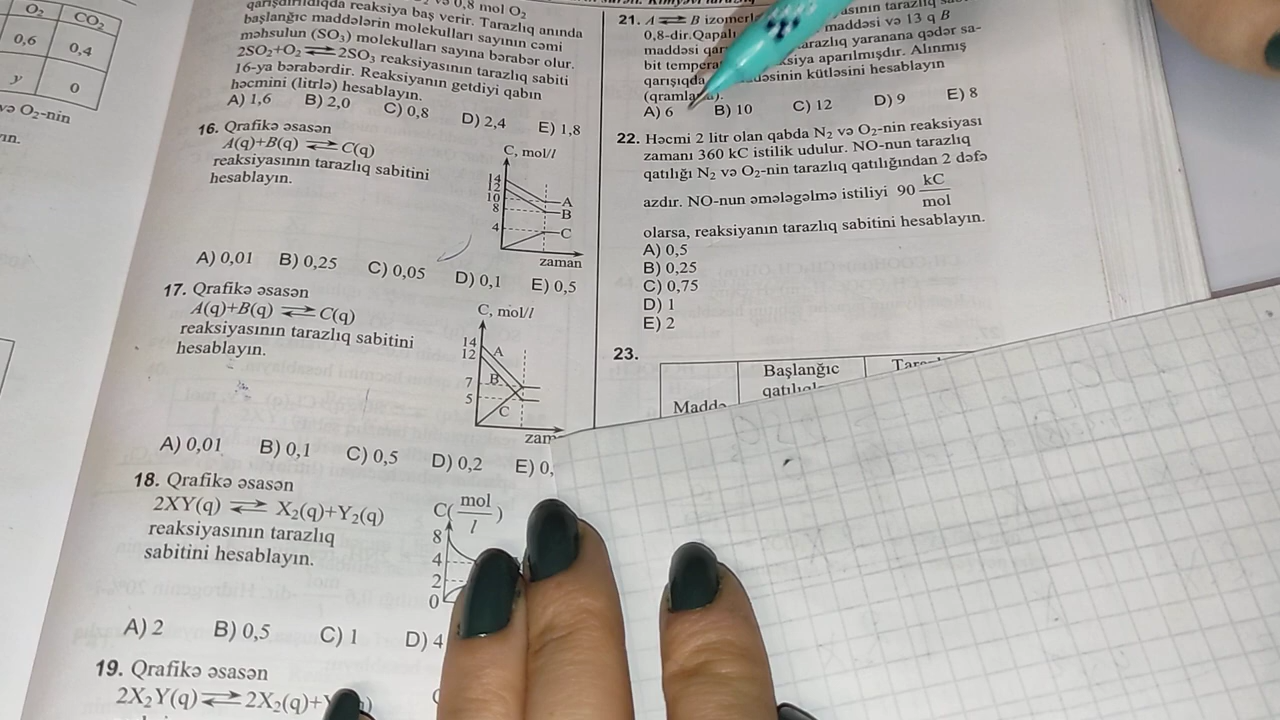 O₂
CO₂
0,6
0,4
y
0
və O₂-nin
0,8 mol O₂
qarışdırıldıqda reaksiya baş verir. Tarazlıq anında
başlanğıc maddələrin molekulları sayının cəmi
məhsulun (SO₃) molekulları sayına bərabər olur.
2SO₂+O₂ ⇌ 2SO₃ reaksiyasının tarazlıq sabiti
16-ya bərabərdir. Reaksiyanın getdiyi qabın
həcmini (litrlə) hesablayın.
A) 1,6 B) 2,0 C) 0,8 D) 2,4 E) 1,8
16. Qrafikə əsasən
A(q)+B(q) ⇌ C(q)
reaksiyasının tarazlıq sabitini
hesablayın.
C, mol/l
14
12
10
8
4
A
B
C
zaman
A) 0,01 B) 0,25 C) 0,05 D) 0,1 E) 0,5
17. Qrafikə əsasən
A(q)+B(q) ⇌ C(q)
reaksiyasının tarazlıq sabitini
hesablayın.
C, mol/l
14
12
7
5
A
B
C
A) 0,01 B) 0,1 C) 0,5 D) 0,2 E) 0,
18. Qrafikə əsasən
2XY(q) ⇌ X₂(q)+Y₂(q)
reaksiyasının tarazlıq
sabitini hesablayın.
C(mol/l)
8
4
2
0
A) 2 B) 0,5 C) 1 D) 4
19. Qrafikə əsasən
2X₂Y(q) ⇌ 2X₂(q)+
21. A ⇌ B
0,8-dir. maddəsi və 13 q B
maddəsi tarazlıq yaranana qədər sa-
bit aparılmışdır. Alınmış
qarışıqda kütləsini hesablayın
A) 6 B) 10 C) 12 D) 9 E) 8
22. Həcmi 2 litr olan qabda N₂ və O₂-nin reaksiyası
zamanı 360 kC istilik udulur. NO-nun tarazlıq
qatılığı N₂ və O₂-nin tarazlıq qatılığından 2 dəfə
azdır. NO-nun əmələgəlmə istiliyi 90 kC/mol
olarsa, reaksiyanın tarazlıq sabitini hesablayın.
A) 0,5
B) 0,25
C) 0,75
D) 1
E) 2
23.
Başlanğıc